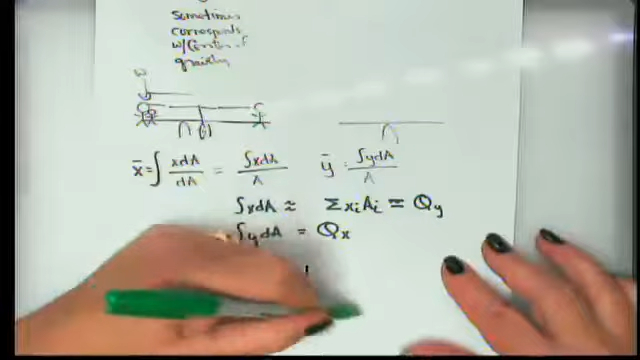 sometimes
corresponds
w/ Center of
gravity
W
x̄ = ∫ xdA / dA = ∫xdA / A    ȳ = ∫ydA / A
∫xdA ≈ Σ xᵢAᵢ = Qy
∫ydA = Qx